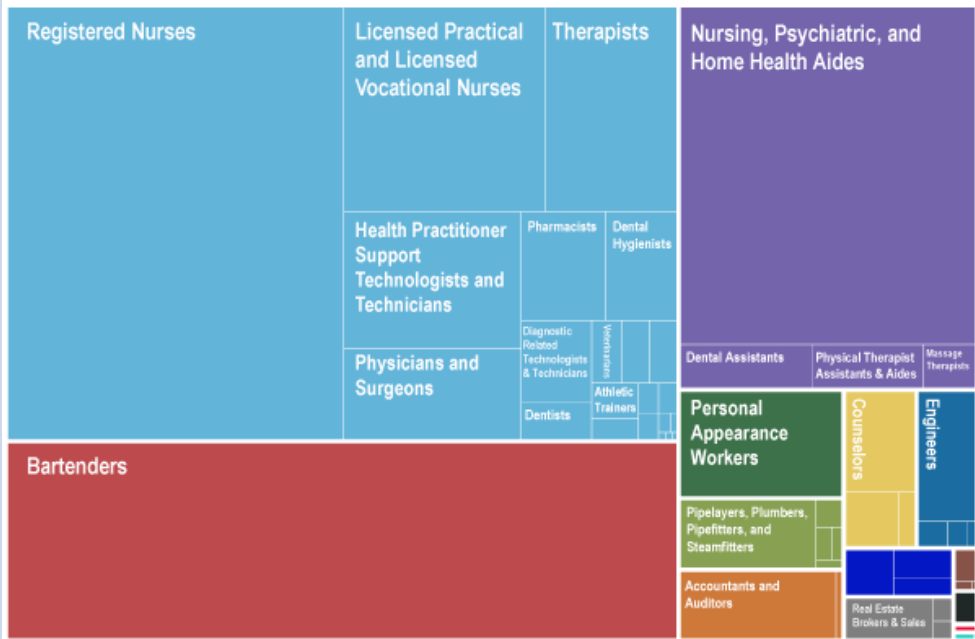 Registered Nurses
Licensed Practical
and Licensed
Vocational Nurses
Therapists
Nursing, Psychiatric, and
Home Health Aides
Health Practitioner
Support
Technologists and
Technicians
Pharmacists
Dental
Hygienists
Physicians and
Surgeons
Diagnostic
Related
Technologists
& Technicians
Veterinarians
Dentists
Athletic
Trainers
Dental Assistants
Physical Therapist
Assistants & Aides
Massage
Therapists
Bartenders
Personal
Appearance
Workers
Counselors
Engineers
Pipelayers, Plumbers,
Pipefitters, and
Steamfitters
Accountants and
Auditors
Real Estate
Brokers & Sales